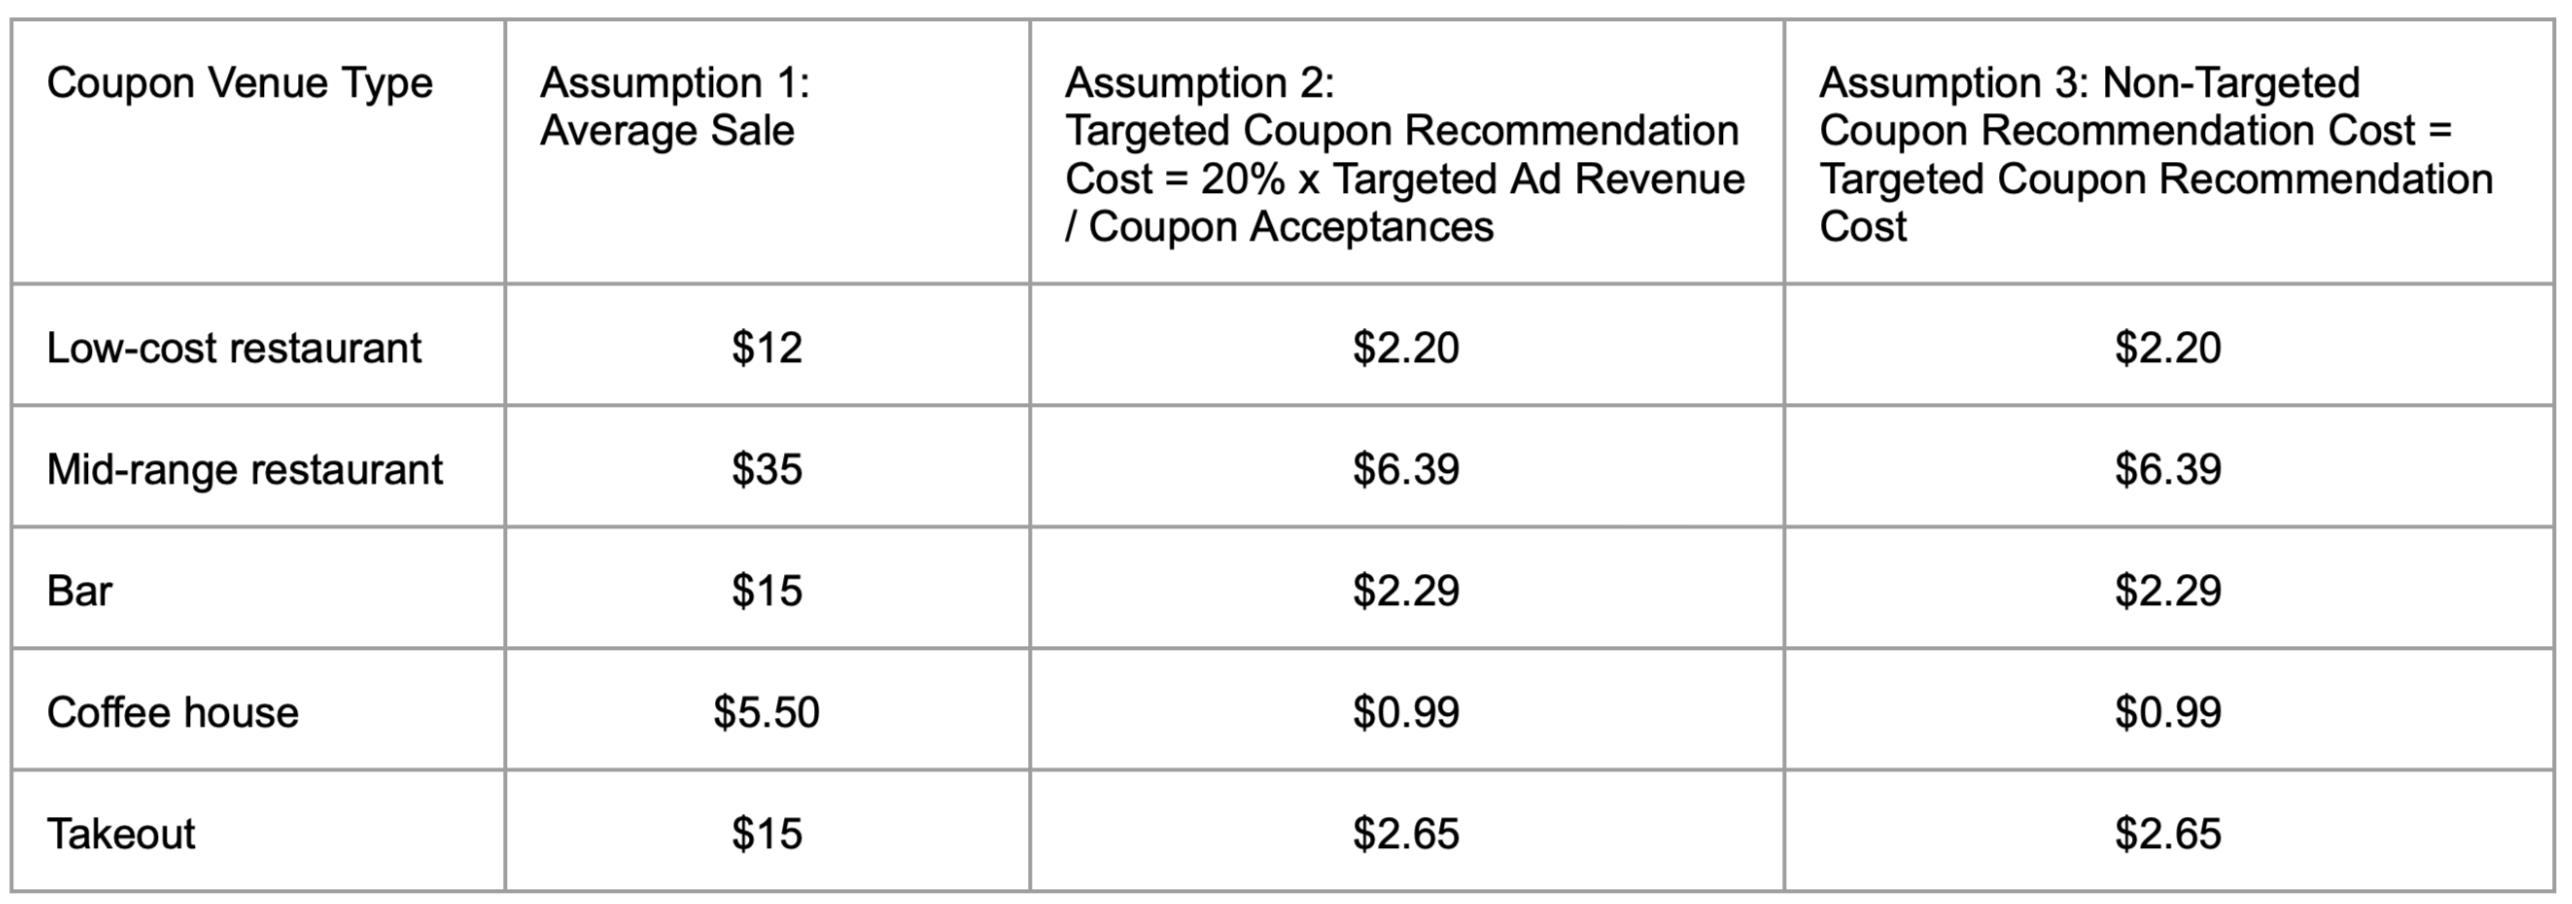 Coupon Venue Type
Assumption 1:
Average Sale
Assumption 2:
Targeted Coupon Recommendation
Cost = 20% x Targeted Ad Revenue
/ Coupon Acceptances
Assumption 3: Non-Targeted
Coupon Recommendation Cost =
Targeted Coupon Recommendation
Cost
Low-cost restaurant
$12
$2.20
$2.20
Mid-range restaurant
$35
$6.39
$6.39
Bar
$15
$2.29
$2.29
Coffee house
$5.50
$0.99
$0.99
Takeout
$15
$2.65
$2.65